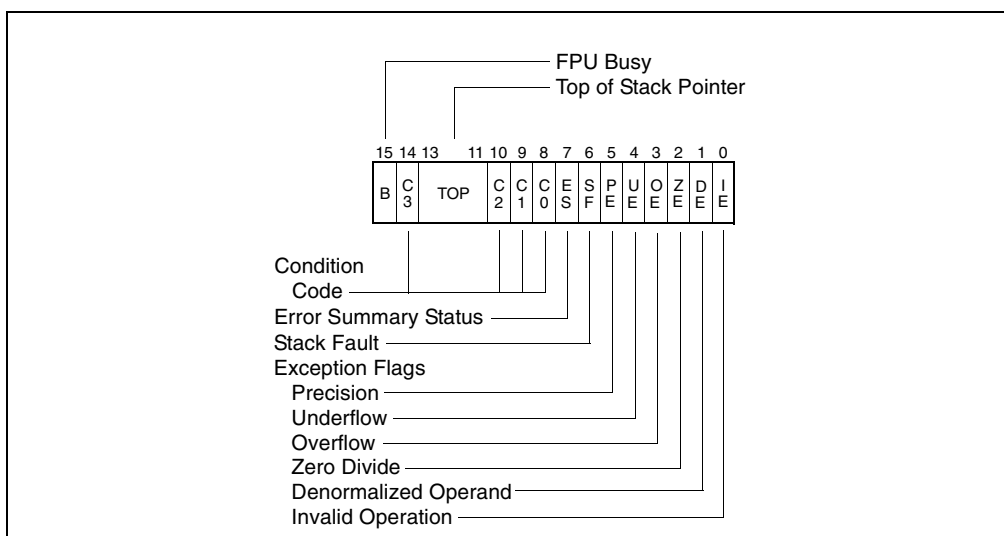 FPU Busy
Top of Stack Pointer
15 14 13 11 10 9 8 7 6 5 4 3 2 1 0
B C3 TOP C2 C1 C0 ES SF PE UE OE ZE DE IE
Condition
Code
Error Summary Status
Stack Fault
Exception Flags
Precision
Underflow
Overflow
Zero Divide
Denormalized Operand
Invalid Operation